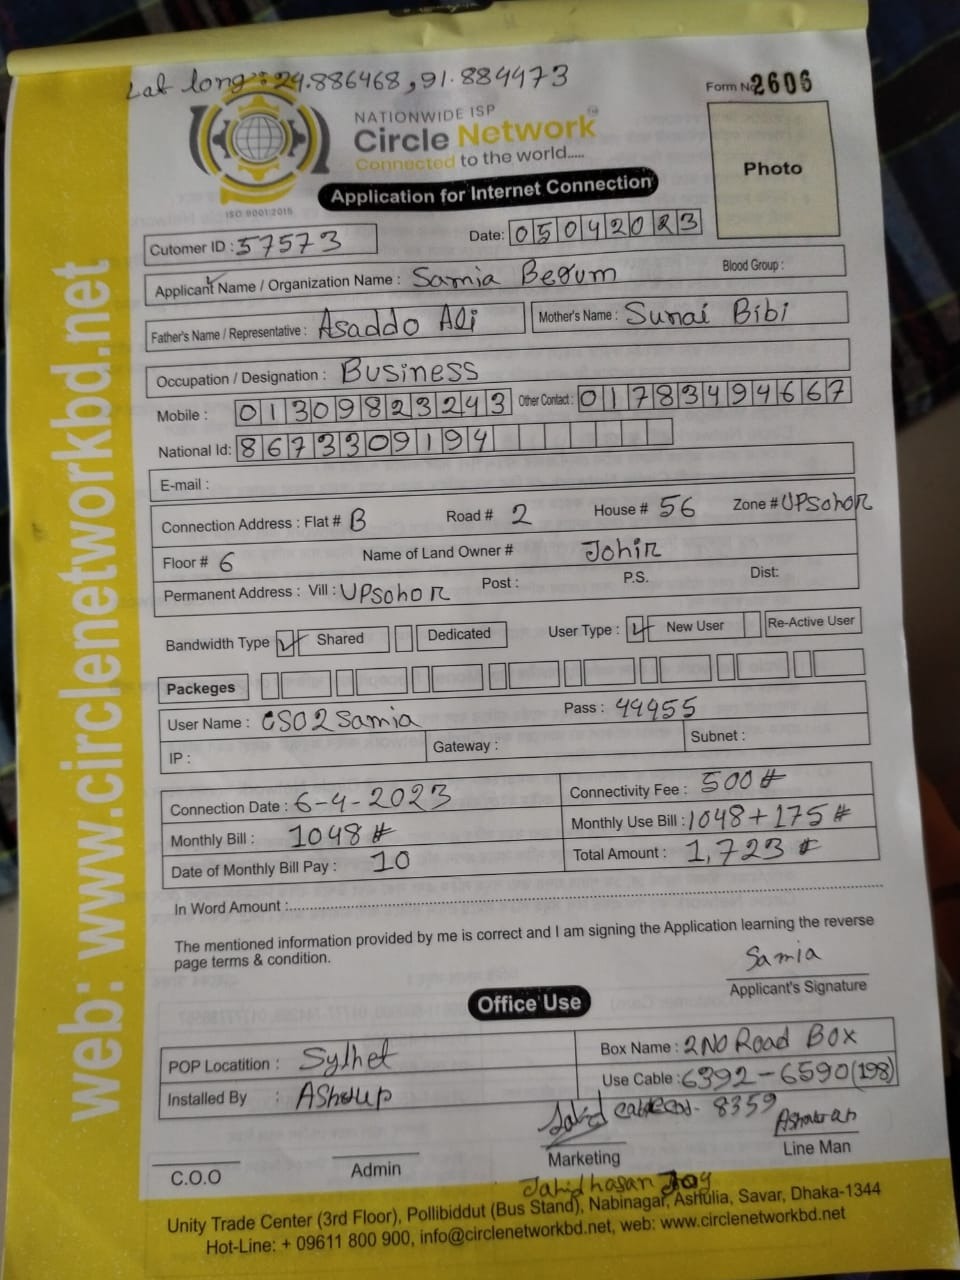 Lat long: 24.886468, 91.884473
Form No 2606
NATIONWIDE ISP
Circle Network
Connected to the world.....
ISO 9001:2015
Photo
Application for Internet Connection
Cutomer ID : 57573
Date: 05042023
Applicant Name / Organization Name : Samia Begum Blood Group :
Father's Name / Representative : Asaddo Ali Mother's Name : Sunai Bibi
Occupation / Designation : Business
Mobile : 01309823243 Other Contact : 01783494667
National Id: 8673309194
E-mail :
Connection Address : Flat # B Road # 2 House # 56 Zone # UPSohoR
Floor # 6 Name of Land Owner # Johir
Permanent Address : Vill : UPsohoR Post : P.S. Dist:
Bandwidth Type ✓ Shared Dedicated User Type : ✓ New User Re-Active User
Packeges
User Name : CS02Samia Pass : 44955
IP : Gateway : Subnet :
Connection Date : 6-4-2023 Connectivity Fee : 500#
Monthly Bill : 1048# Monthly Use Bill : 1048+175#
Date of Monthly Bill Pay : 10 Total Amount : 1,723#
In Word Amount :
The mentioned information provided by me is correct and I am signing the Application learning the reverse
page terms & condition.
Samia
Applicant's Signature
Office Use
POP Locatition : Sylhet Box Name : 2NO Road Box
Installed By : Use Cable : 6392-6590(198)
8359
C.O.O Admin Marketing Line Man
Jahid hasan
Unity Trade Center (3rd Floor), Pollibiddut (Bus Stand), Nabinagar, Ashulia, Savar, Dhaka-1344
Hot-Line: + 09611 800 900, info@circlenetworkbd.net, web: www.circlenetworkbd.net
web: www.circlenetworkbd.net